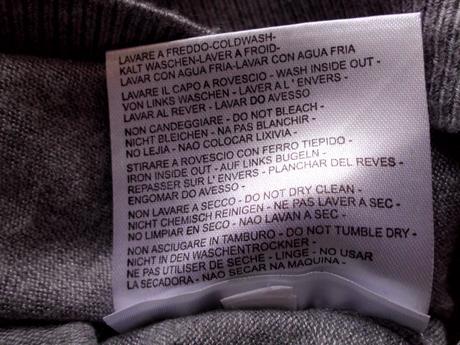 LAVARE A FREDDO-COLDWASH-
KALT WASCHEN-LAVER A FROID-
LAVAR CON AGUA FRIA-LAVAR CON AGUA FRIA
LAVARE IL CAPO A ROVESCIO - WASH INSIDE OUT -
VON LINKS WASCHEN - LAVER A L' ENVERS -
LAVAR AL REVER - LAVAR DO AVESSO
NON CANDEGGIARE - DO NOT BLEACH -
NICHT BLEICHEN - NA PAS BLANCHIR -
NO LEJIA - NAO COLOCAR LIXIVIA -
STIRARE A ROVESCIO CON FERRO TIEPIDO -
IRON INSIDE OUT - AUF LINKS BUGELN -
REPASSER SUR L' ENVERS - PLANCHAR DEL REVES -
ENGOMAR DO AVESSO -
NON LAVARE A SECCO - DO NOT DRY CLEAN -
NICHT CHEMISCH REINIGEN - NE PAS LAVER A SEC -
NO LIMPIAR EN SECO - NAO LAVAN A SEC -
NON ASCIUGARE IN TAMBURO - DO NOT TUMBLE DRY -
NICHT IN DEN WASCHENTROCKNER -
NE PAS UTILISER DE SECHE - LINGE - NO USAR
LA SECADORA - NÃO SECAR NA MAQUINA -